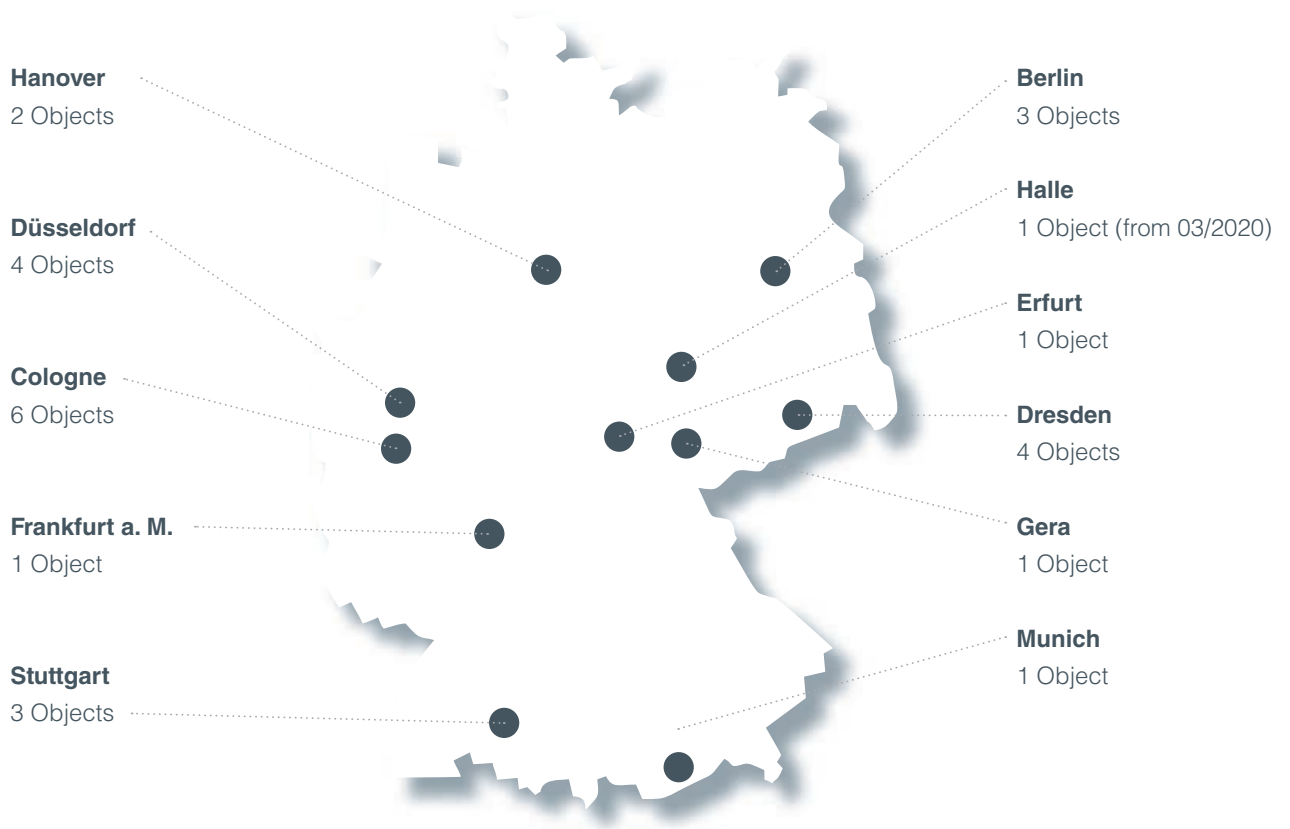 Hanover
2 Objects
Düsseldorf
4 Objects
Cologne
6 Objects
Frankfurt a. M.
1 Object
Stuttgart
3 Objects
Berlin
3 Objects
Halle
1 Object (from 03/2020)
Erfurt
1 Object
Dresden
4 Objects
Gera
1 Object
Munich
1 Object